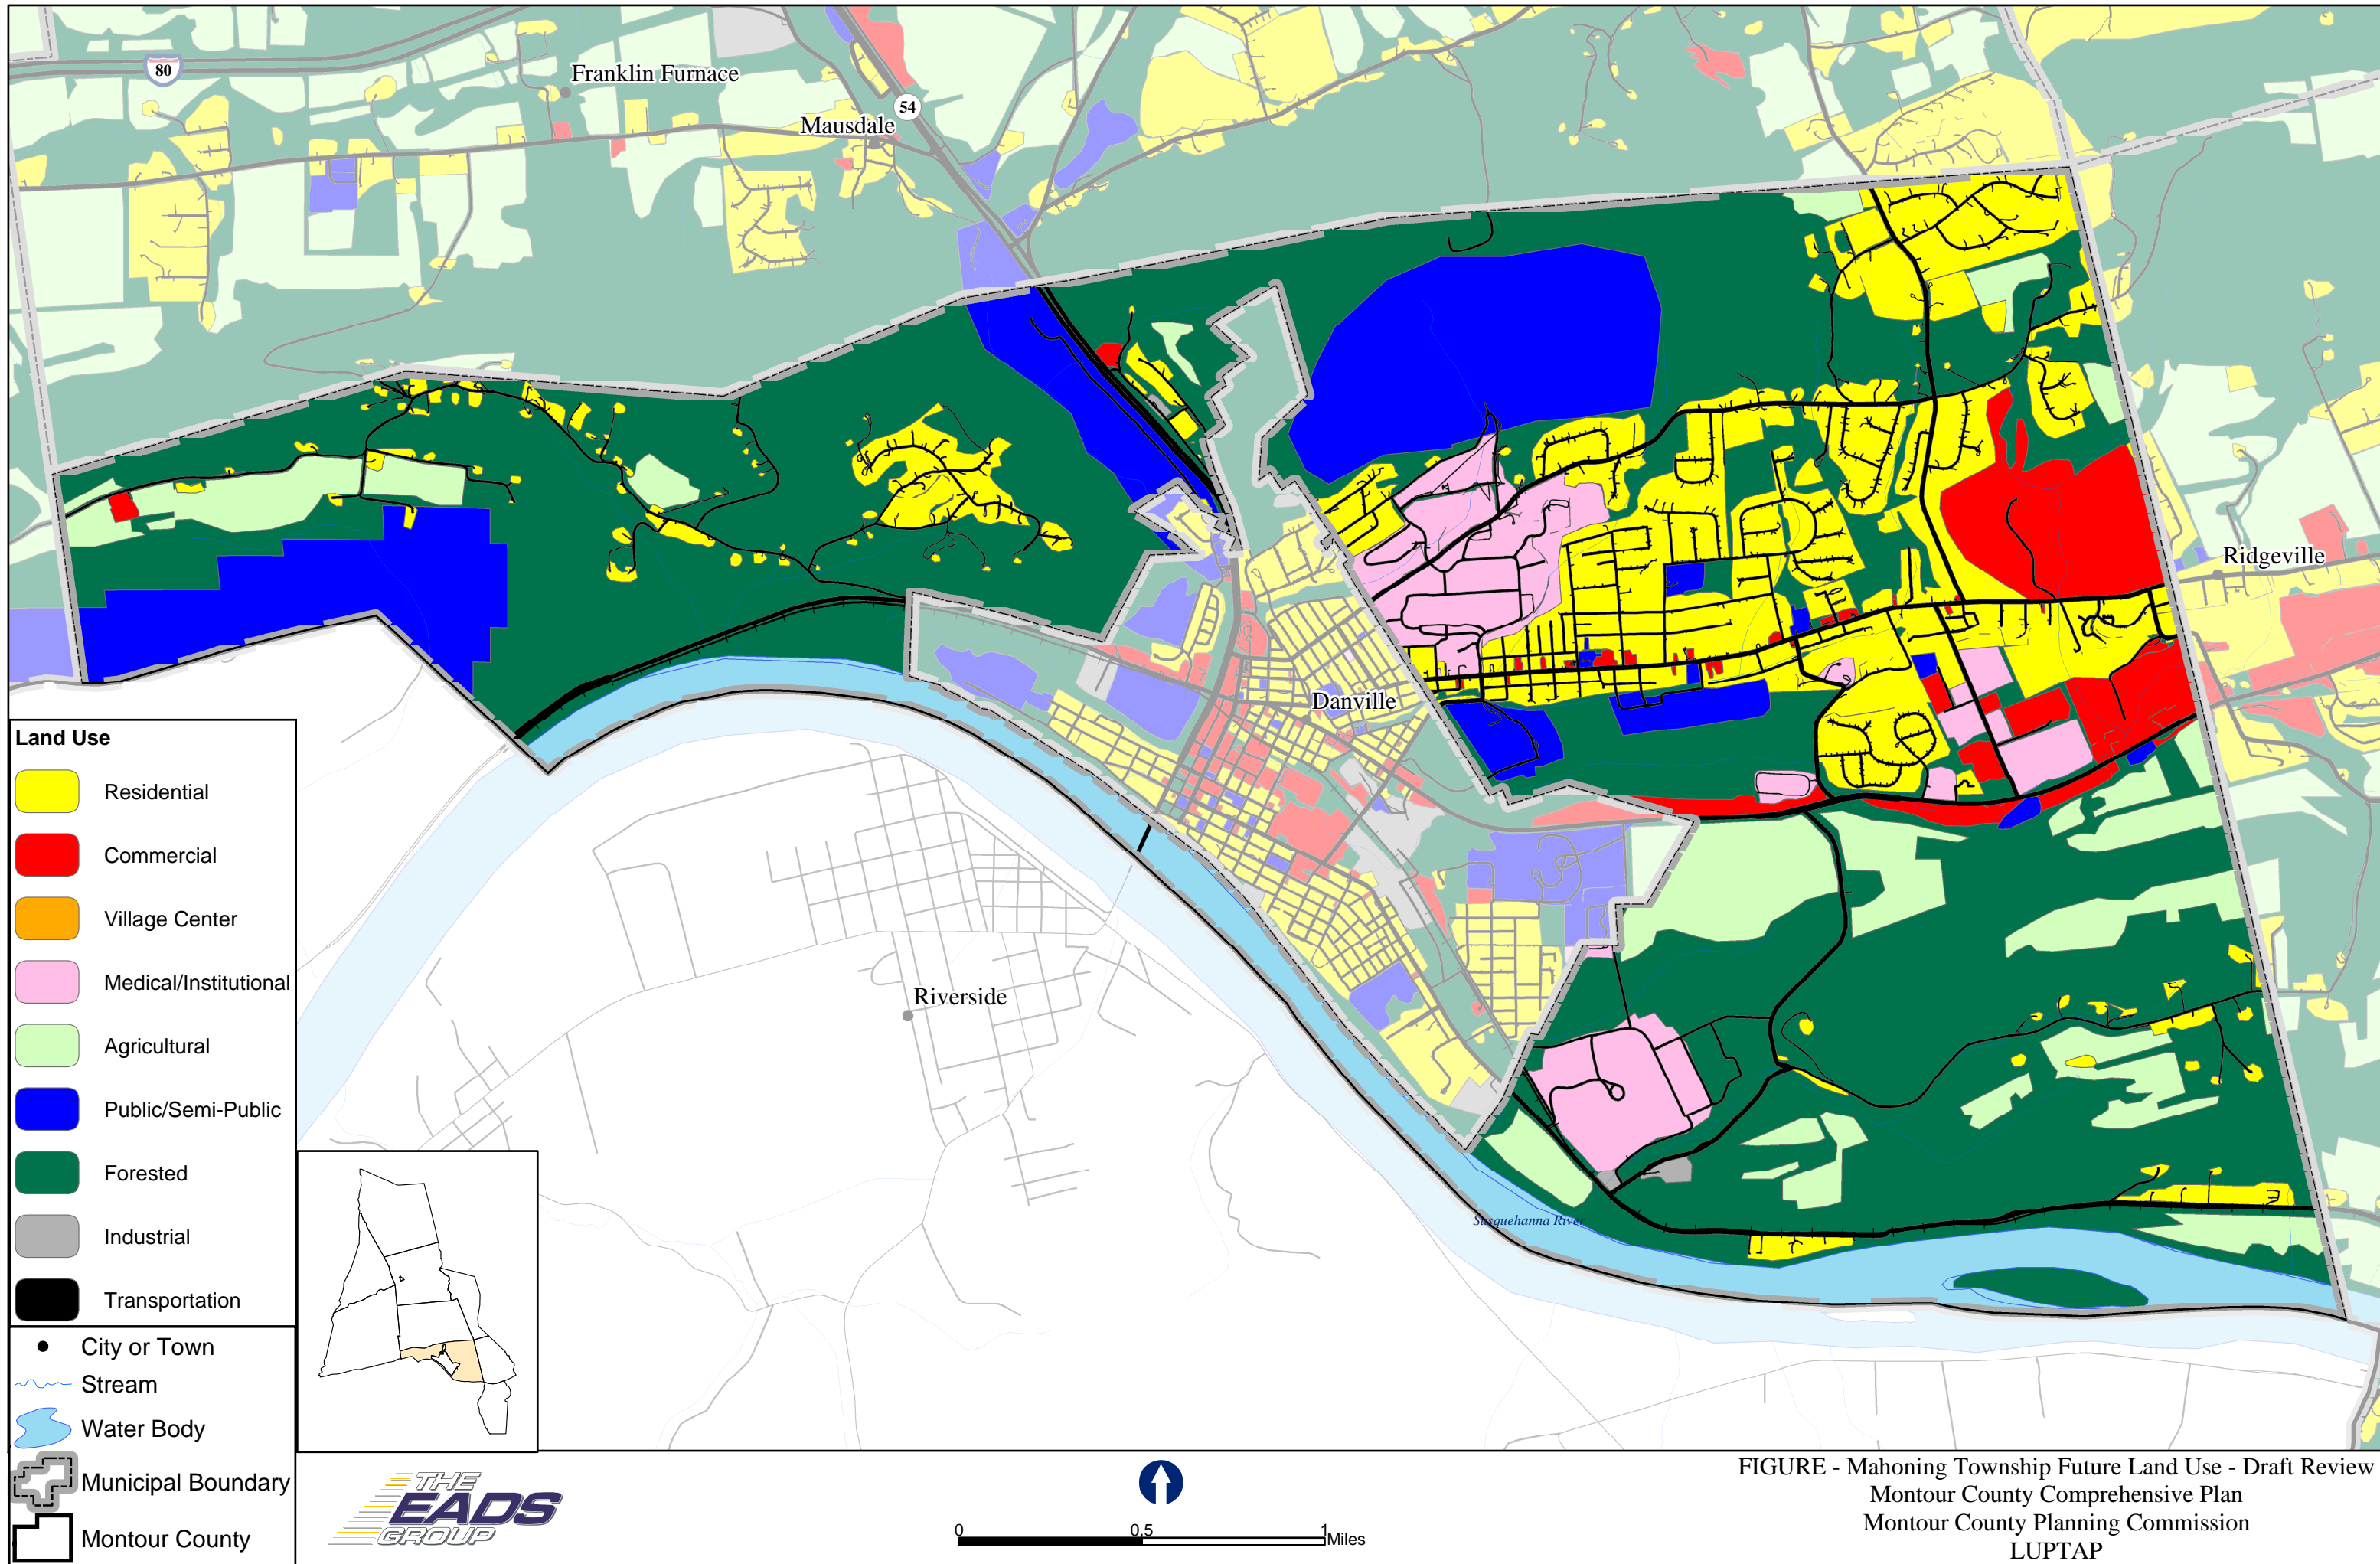 80
Franklin Furnace
54
Mausdale
Ridgeville
Danville
Riverside
Susquehanna River
Land Use
Residential
Commercial
Village Center
Medical/Institutional
Agricultural
Public/Semi-Public
Forested
Industrial
Transportation
City or Town
Stream
Water Body
Municipal Boundary
Montour County
THE
EADS
GROUP
0 0.5 1 Miles
FIGURE - Mahoning Township Future Land Use - Draft Review
Montour County Comprehensive Plan
Montour County Planning Commission
LUPTAP